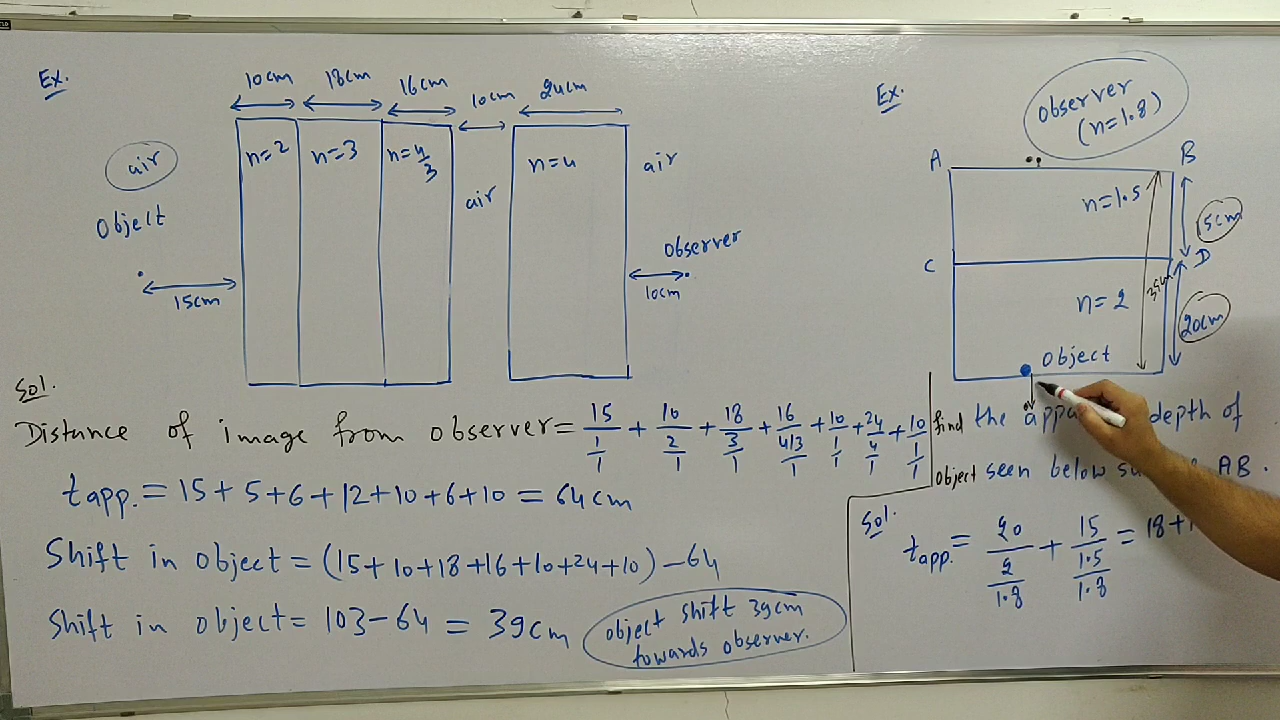 Ex.
10cm 18cm 16cm 10cm 24cm
air
n=2 n=3 n=4/3 n=4
air
air
Object
observer
15cm
10cm
Sol.
Distance of image from observer= 15/(1/1) + 10/(2/1) + 18/(3/1) + 16/(4/3/1) + 10/(1/1) + 24/(4/1) + 10/(1/1)
tapp. = 15+5+6+12+10+6+10 = 64cm
Shift in object = (15+10+18+16+10+24+10) −64
Shift in object = 103−64 = 39cm
object shift 39cm
towards observer.
Ex.
observer
(n=1.8)
A B
n=1.5
C D
n=2
35cm
20cm
object
find the depth of
object seen below AB.
Sol.
tapp. = 20/(2/1.8) + 15/(1.5/1.8) = 18+1